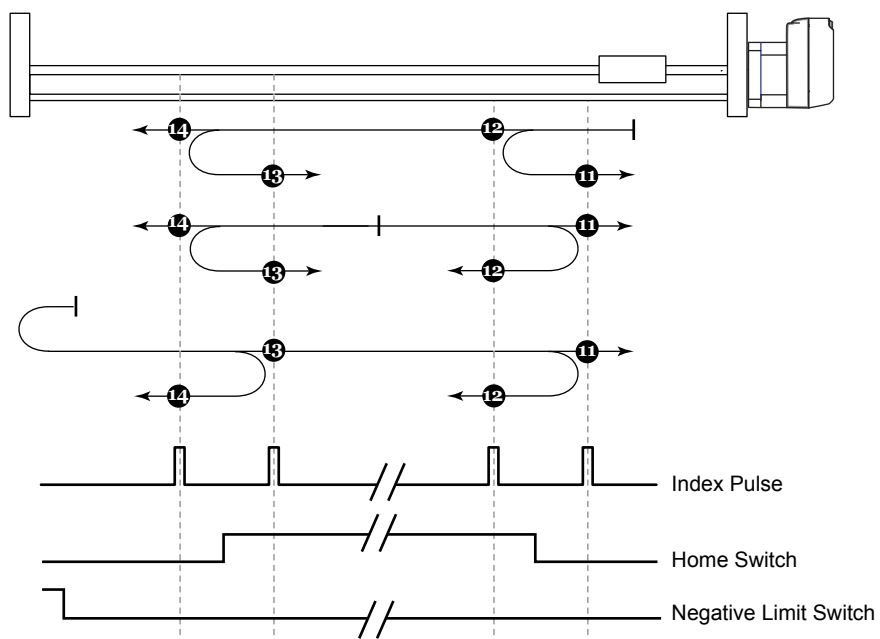 14 12
13 11
14 11
13 12
13 11
14 12
Index Pulse
Home Switch
Negative Limit Switch